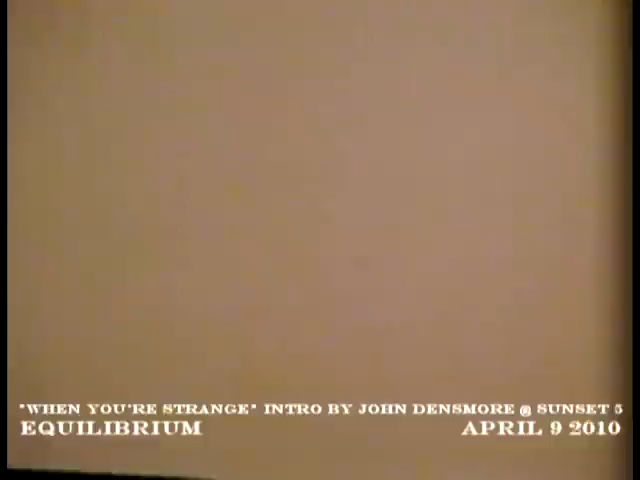 "WHEN YOU'RE STRANGE" INTRO BY JOHN DENSMORE @ SUNSET 5
EQUILIBRIUM APRIL 9 2010